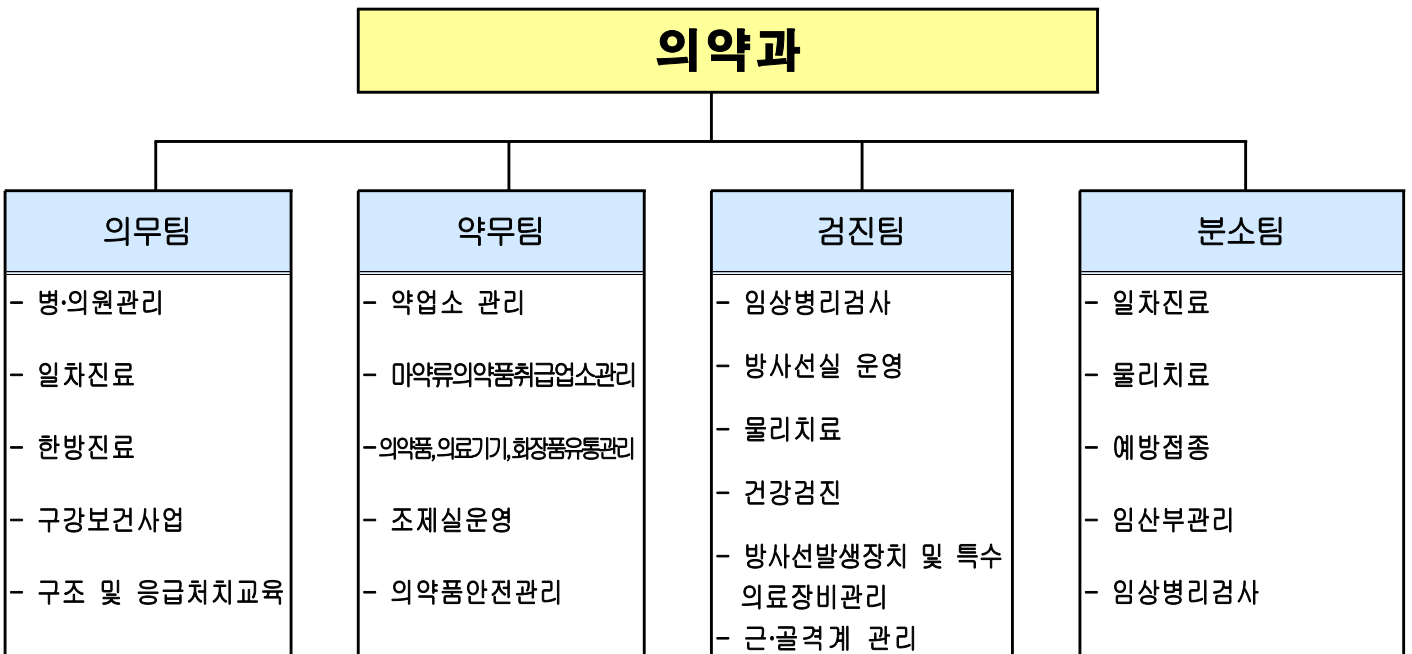 의약과
의무팀
- 병·의원관리
- 일차진료
- 한방진료
- 구강보건사업
- 구조 및 응급처치교육
약무팀
- 약업소 관리
- 마약류의약품취급업소관리
-의약품,의료기기,화장품유통관리
- 조제실운영
- 의약품안전관리
검진팀
- 임상병리검사
- 방사선실 운영
- 물리치료
- 건강검진
- 방사선발생장치 및 특수
의료장비관리
- 근·골격계 관리
분소팀
- 일차진료
- 물리치료
- 예방접종
- 임산부관리
- 임상병리검사